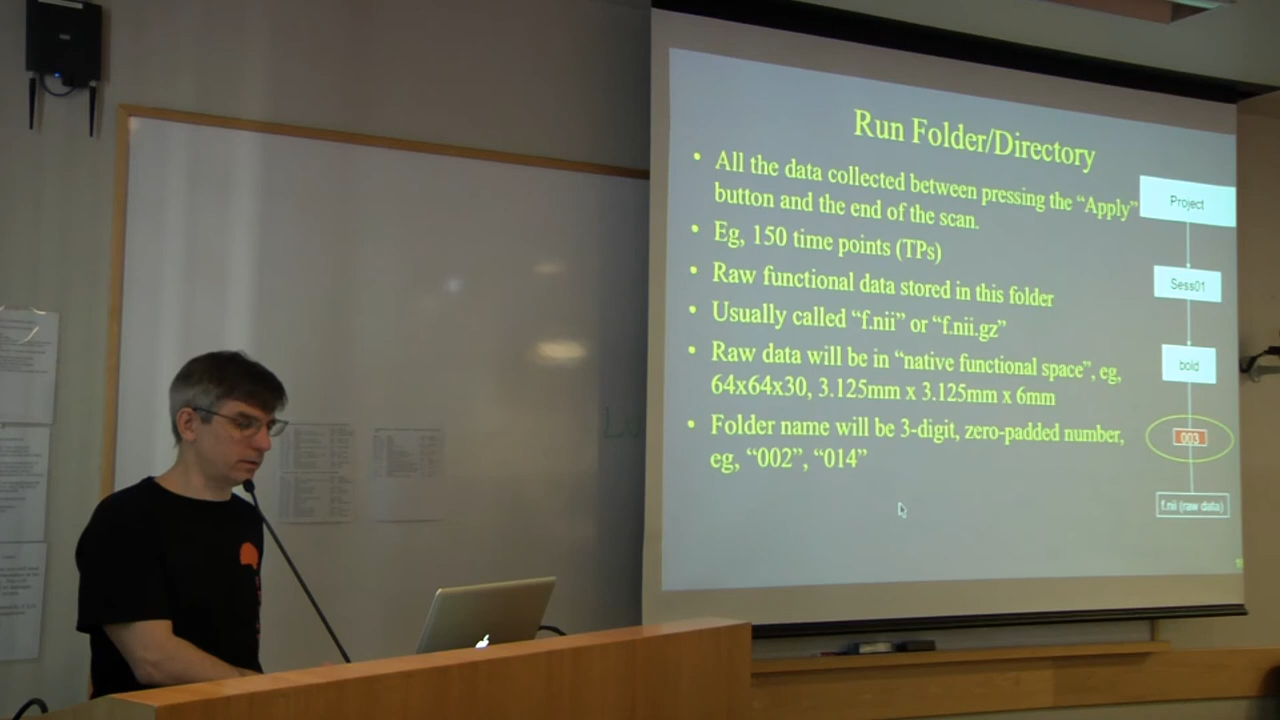 Run Folder/Directory
• All the data collected between pressing the “Apply”
button and the end of the scan.
• Eg, 150 time points (TPs)
• Raw functional data stored in this folder
• Usually called “f.nii” or “f.nii.gz”
• Raw data will be in “native functional space”, eg,
64x64x30, 3.125mm x 3.125mm x 6mm
• Folder name will be 3-digit, zero-padded number,
eg, “002”, “014”
Project
Sess01
bold
003
f.nii (raw data)